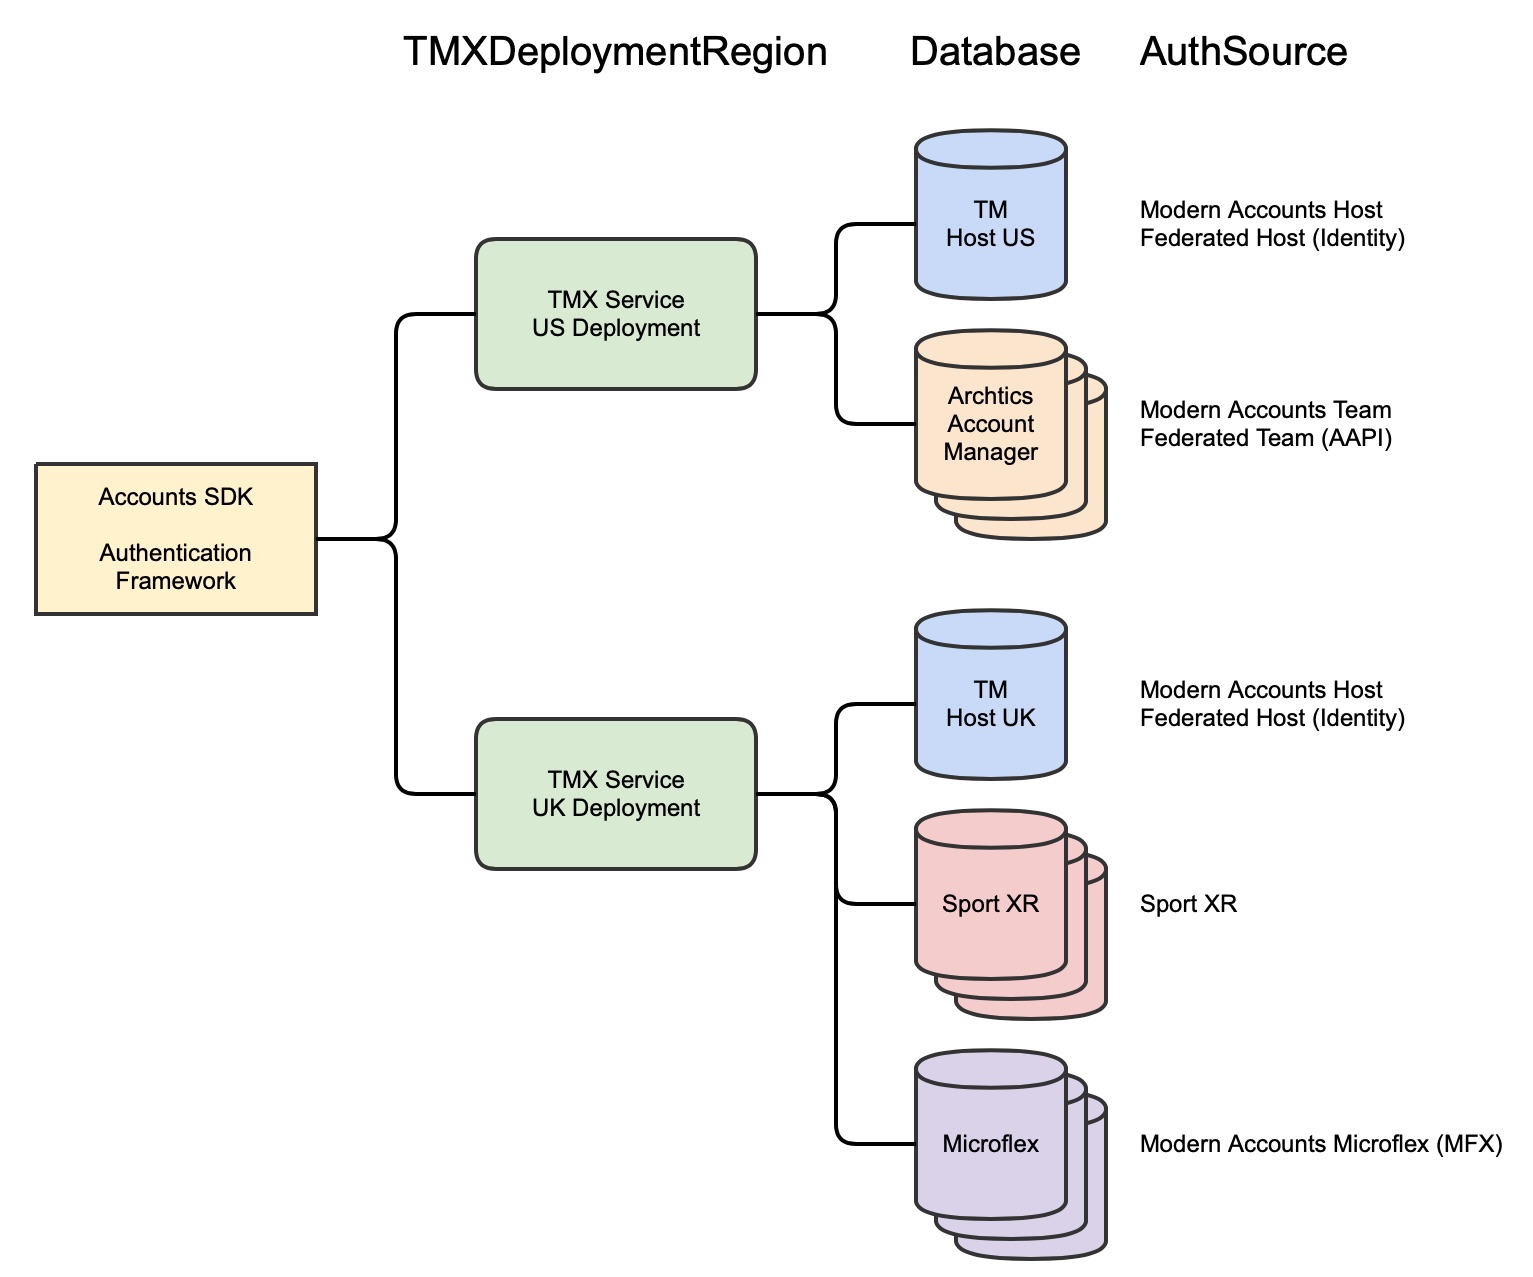 TMXDeploymentRegion
Database
AuthSource
Accounts SDK
Authentication
Framework
TMX Service
US Deployment
TM
Host US
Modern Accounts Host
Federated Host (Identity)
Archtics
Account
Manager
Modern Accounts Team
Federated Team (AAPI)
TMX Service
UK Deployment
TM
Host UK
Modern Accounts Host
Federated Host (Identity)
Sport XR
Sport XR
Microflex
Modern Accounts Microflex (MFX)